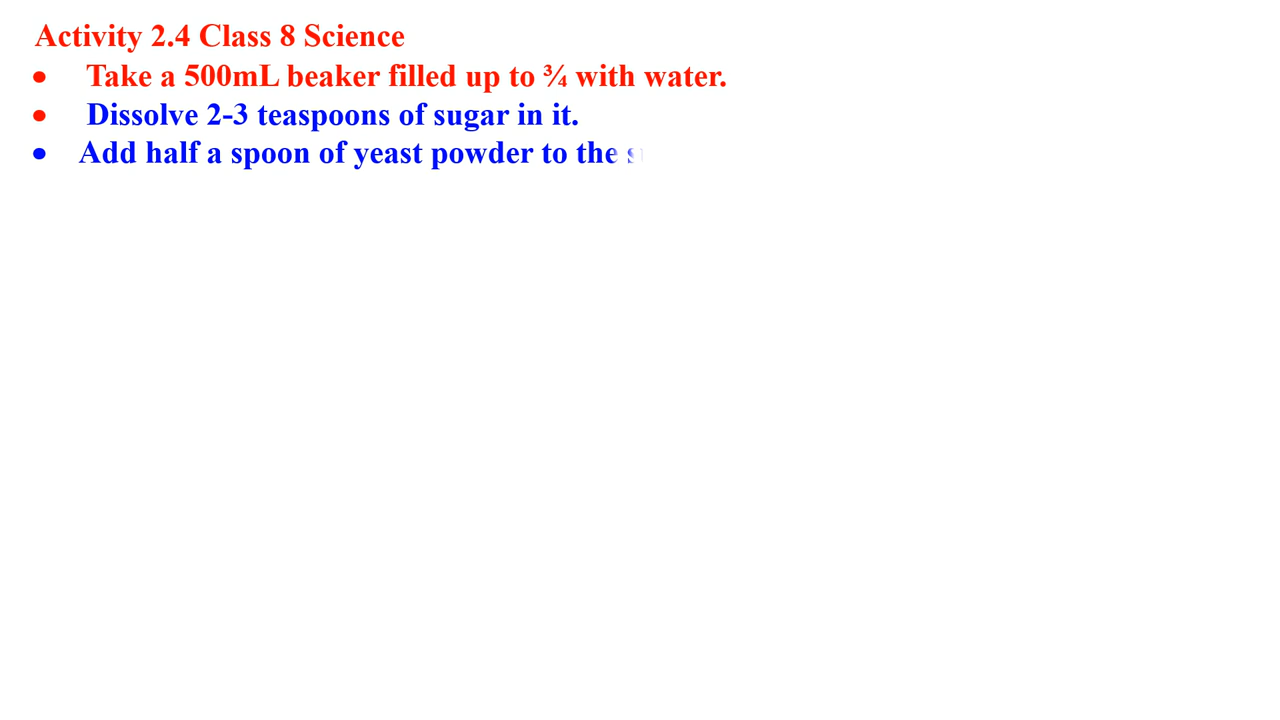 Activity 2.4 Class 8 Science
• Take a 500mL beaker filled up to ¾ with water.
• Dissolve 2-3 teaspoons of sugar in it.
• Add half a spoon of yeast powder to the